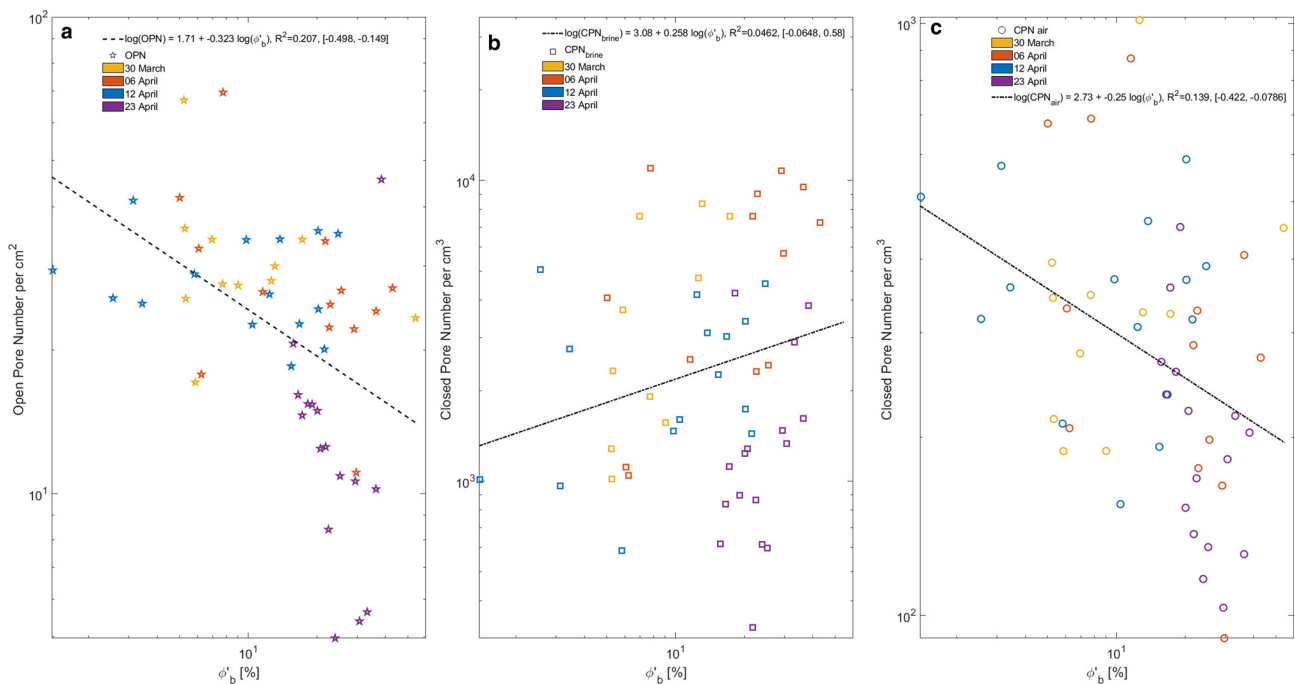 a
log(OPN) = 1.71 + -0.323 log(ϕ'b), R²=0.207, [-0.498, -0.149]
OPN
30 March
06 April
12 April
23 April
10²
10¹
Open Pore Number per cm²
10¹
ϕ'b [%]
b
log(CPNbrine) = 3.08 + 0.258 log(ϕ'b), R²=0.0462, [-0.0648, 0.58]
CPNbrine
30 March
06 April
12 April
23 April
10⁴
10³
Closed Pore Number per cm³
10¹
ϕ'b [%]
c
CPN air
30 March
06 April
12 April
23 April
log(CPNair) = 2.73 + -0.25 log(ϕ'b), R²=0.139, [-0.422, -0.0786]
10³
10²
Closed Pore Number per cm³
10¹
ϕ'b [%]